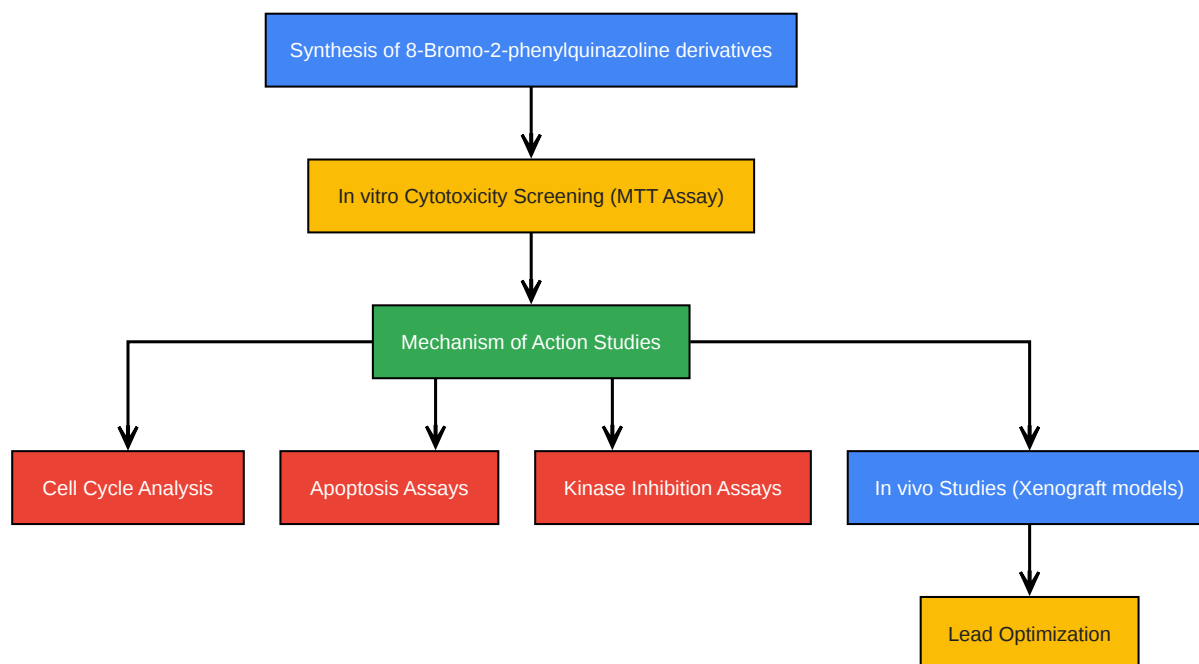 Synthesis of 8-Bromo-2-phenylquinazoline derivatives
In vitro Cytotoxicity Screening (MTT Assay)
Mechanism of Action Studies
Cell Cycle Analysis
Apoptosis Assays
Kinase Inhibition Assays
In vivo Studies (Xenograft models)
Lead Optimization